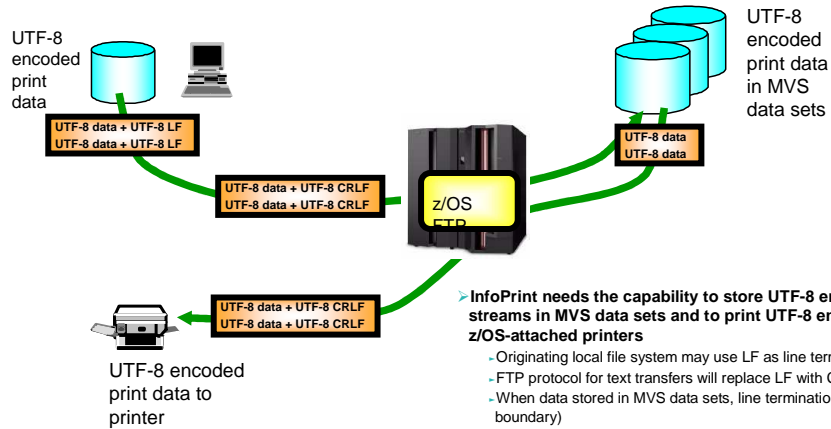 UTF-8
encoded
print
data
UTF-8 data + UTF-8 LF
UTF-8 data + UTF-8 LF
UTF-8 data + UTF-8 CRLF
UTF-8 data + UTF-8 CRLF
z/OS
FTP
UTF-8 data
UTF-8 data
UTF-8
encoded
print data
in MVS
data sets
UTF-8 data + UTF-8 CRLF
UTF-8 data + UTF-8 CRLF
UTF-8 encoded
print data to
printer
InfoPrint needs the capability to store UTF-8
streams in MVS data sets and to print UTF-8
z/OS-attached printers
Originating local file system may use LF as line
FTP protocol for text transfers will replace LF with
When data stored in MVS data sets, line
boundary)